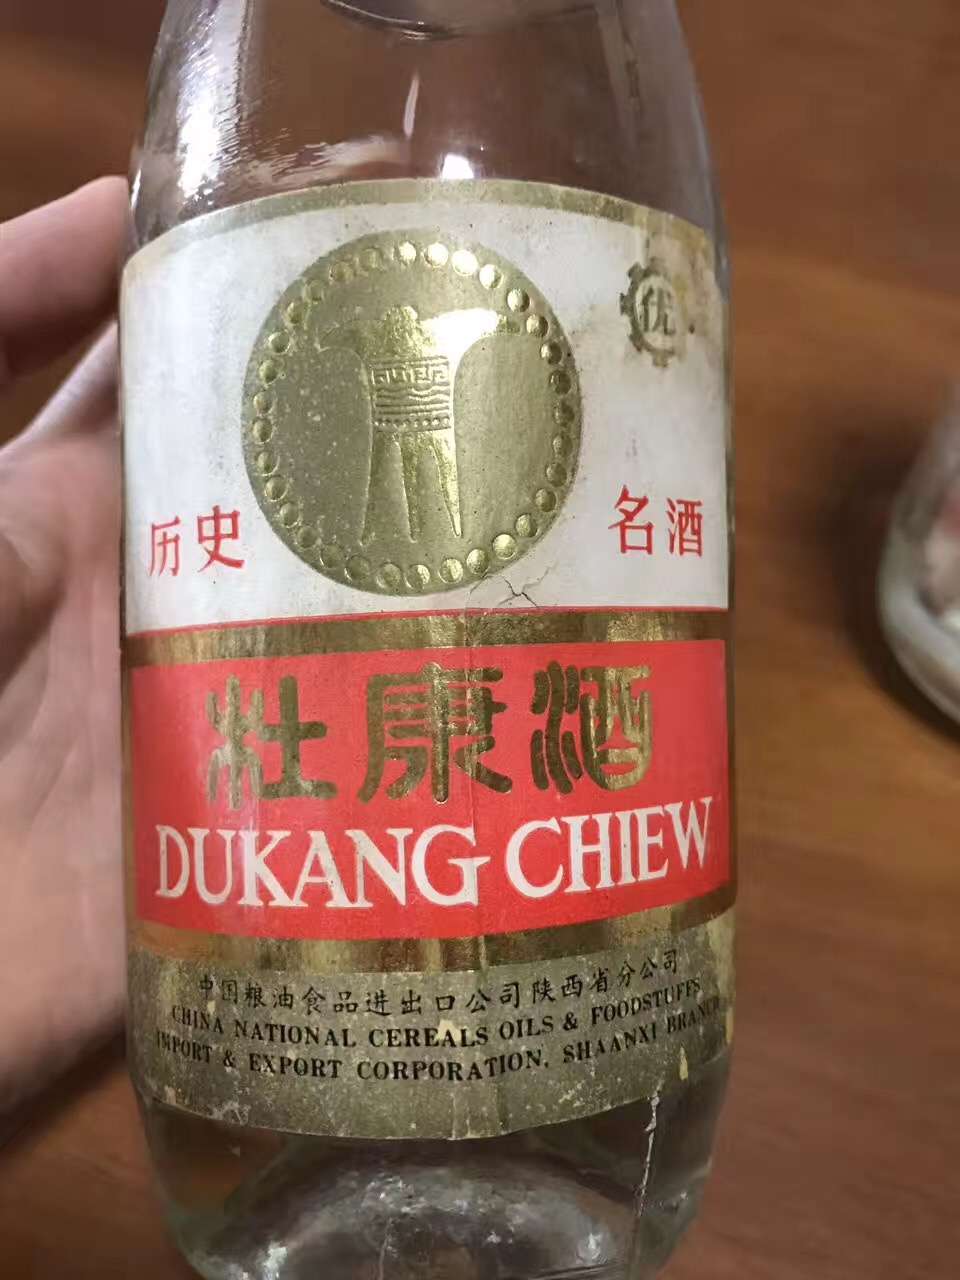 优
历史
名酒
杜康酒
DUKANG CHIEW
中国粮油食品进出口公司陕西省分公司
CHINA NATIONAL CEREALS OILS & FOODSTUFFS
IMPORT & EXPORT CORPORATION, SHAANXI BRANCH